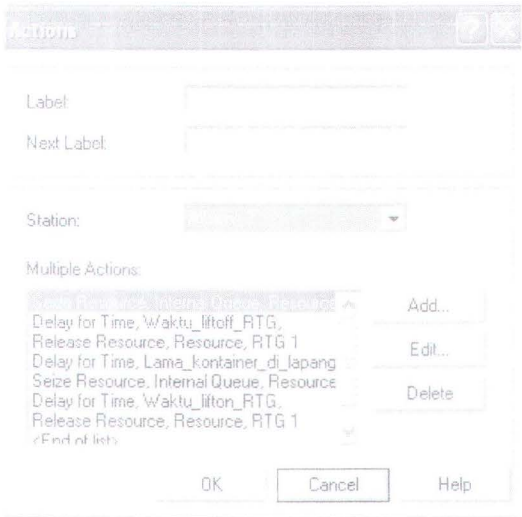 Actions
Label:
Next Label:
Station:
Multiple Actions:
Seize Resource, Internal Queue, Resource
Delay for Time, Waktu_liftoff_RTG,
Release Resource, Resource, RTG 1
Delay for Time, Lama_kontainer_di_lapang
Seize Resource, Internal Queue, Resource
Delay for Time, Waktu_lifton_RTG,
Release Resource, Resource, RTG 1
<End of list>
Add...
Edit...
Delete
OK
Cancel
Help